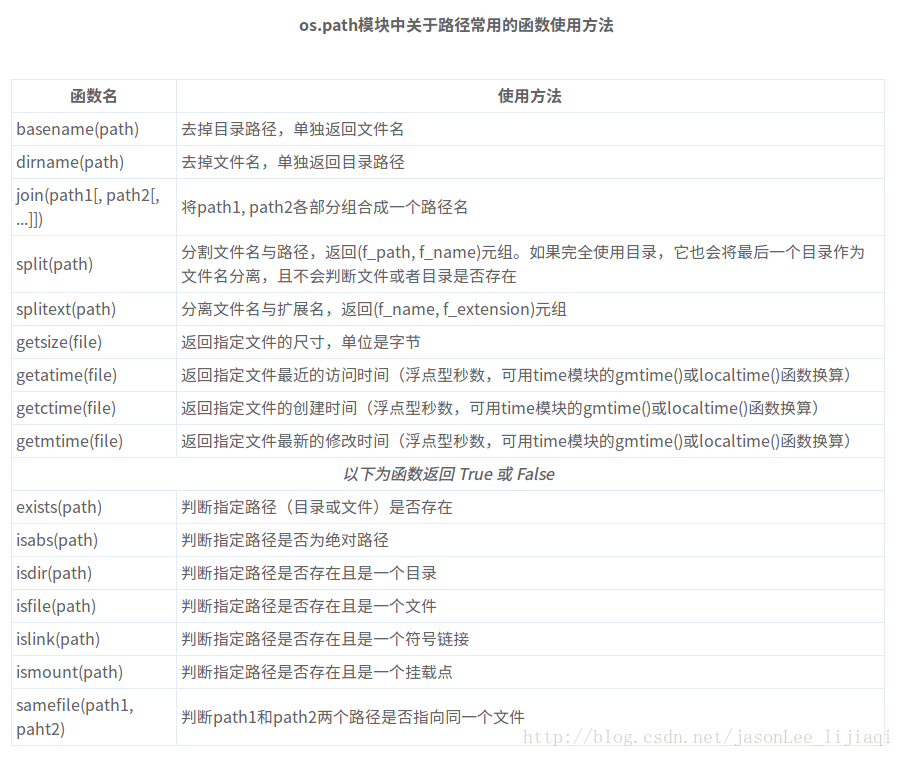 os.path模块中关于路径常用的函数使用方法
函数名 使用方法
basename(path) 去掉目录路径，单独返回文件名
dirname(path) 去掉文件名，单独返回目录路径
join(path1[, path2[,
...]]) 将path1, path2各部分组合成一个路径名
split(path) 分割文件名与路径，返回(f_path, f_name)元组。如果完全使用目录，它也会将最后一个目录作为
文件名分离，且不会判断文件或者目录是否存在
splitext(path) 分离文件名与扩展名，返回(f_name, f_extension)元组
getsize(file) 返回指定文件的尺寸，单位是字节
getatime(file) 返回指定文件最近的访问时间（浮点型秒数，可用time模块的gmtime()或localtime()函数换算）
getctime(file) 返回指定文件的创建时间（浮点型秒数，可用time模块的gmtime()或localtime()函数换算）
getmtime(file) 返回指定文件最新的修改时间（浮点型秒数，可用time模块的gmtime()或localtime()函数换算）
以下为函数返回 True 或 False
exists(path) 判断指定路径（目录或文件）是否存在
isabs(path) 判断指定路径是否为绝对路径
isdir(path) 判断指定路径是否存在且是一个目录
isfile(path) 判断指定路径是否存在且是一个文件
islink(path) 判断指定路径是否存在且是一个符号链接
ismount(path) 判断指定路径是否存在且是一个挂载点
samefile(path1,
paht2) 判断path1和path2两个路径是否指向同一个文件
http://blog.csdn.net/jasonLee_lijiaqi